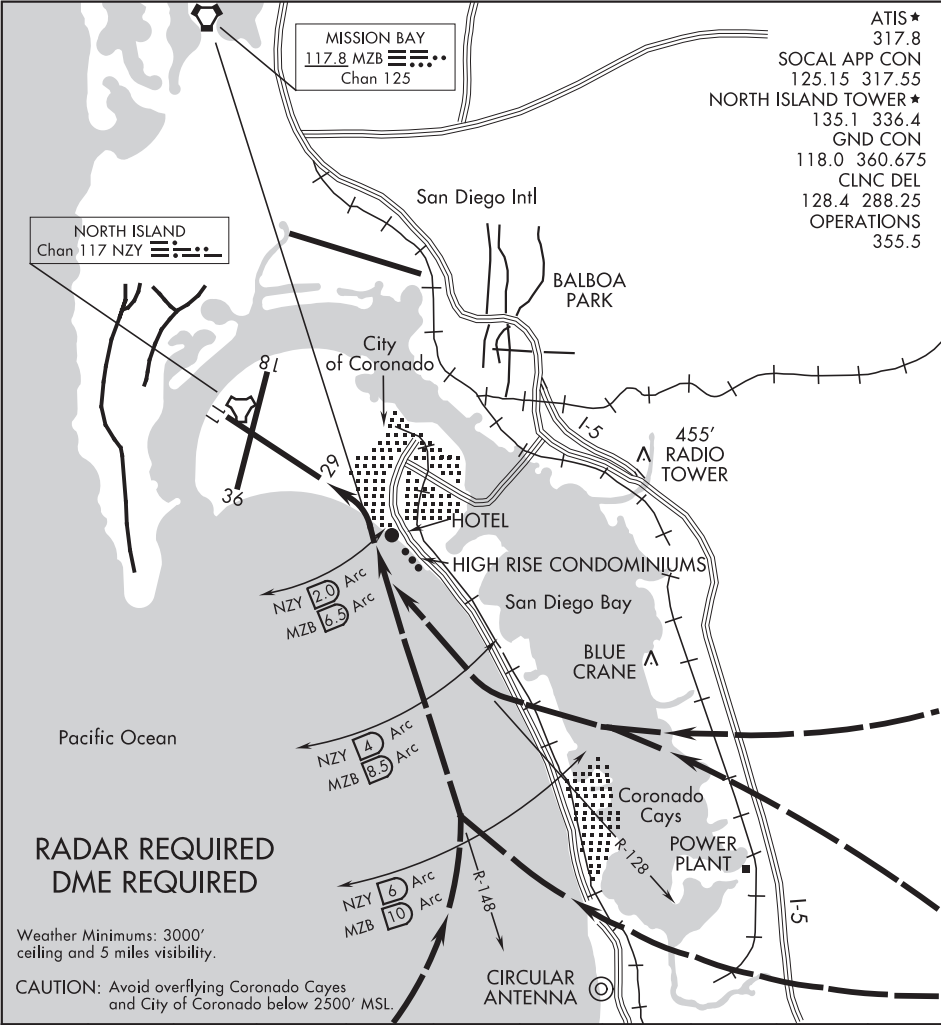 MISSION BAY
117.8 MZB
Chan 125
ATIS★
317.8
SOCAL APP CON
125.15 317.55
NORTH ISLAND TOWER★
135.1 336.4
GND CON
118.0 360.675
CLNC DEL
128.4 288.25
OPERATIONS
355.5
San Diego Intl
NORTH ISLAND
Chan 117 NZY
BALBOA
PARK
City
of Coronado
18
11
29
36
I-5
455'
RADIO
TOWER
HOTEL
HIGH RISE CONDOMINIUMS
NZY 2.0 Arc
MZB 6.5 Arc
San Diego Bay
BLUE
CRANE
Pacific Ocean
NZY 4 Arc
MZB 8.5 Arc
Coronado
Cays
POWER
PLANT
R-128
RADAR REQUIRED
DME REQUIRED
NZY 6 Arc
MZB 10 Arc
R-148
I-5
Weather Minimums: 3000'
ceiling and 5 miles visibility.
CAUTION: Avoid overflying Coronado Cayes
and City of Coronado below 2500' MSL.
CIRCULAR
ANTENNA